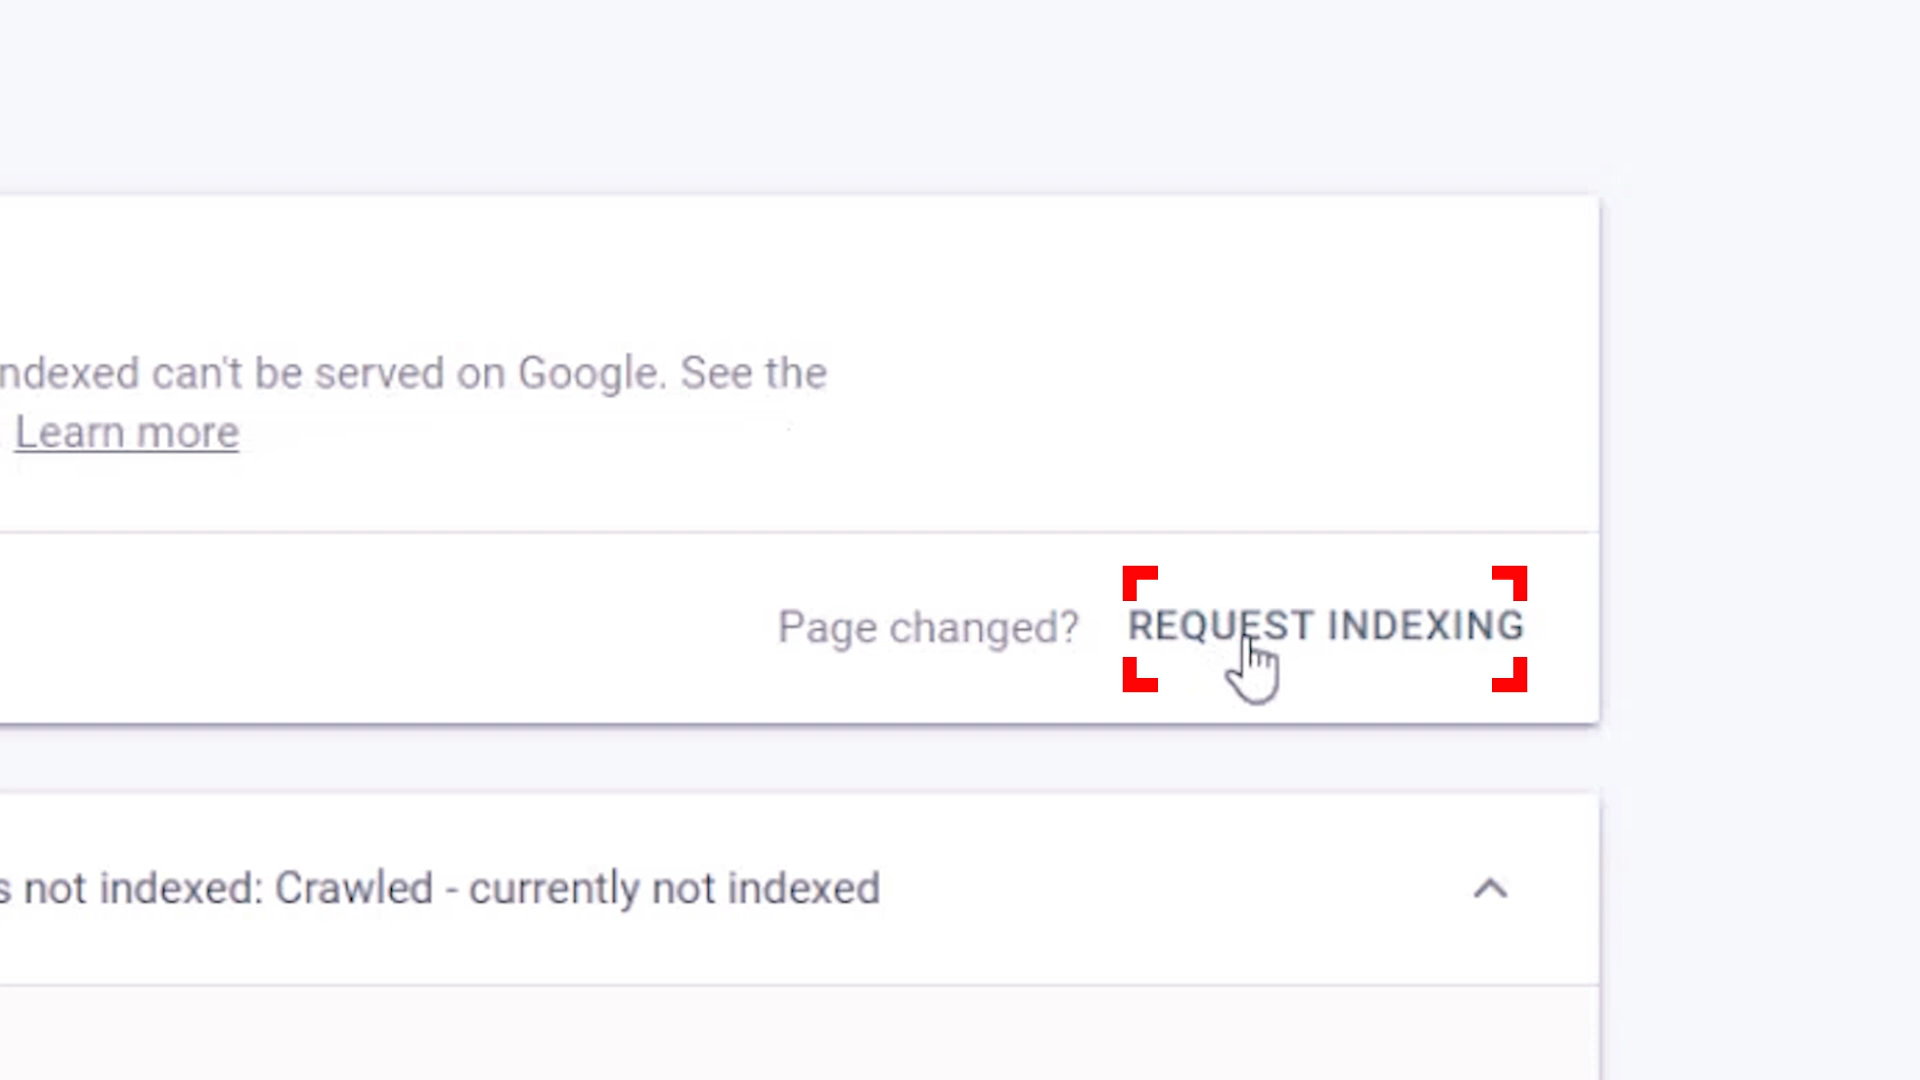 ndexed can't be served on Google. See the
Learn more
Page changed? REQUEST INDEXING
s not indexed: Crawled - currently not indexed